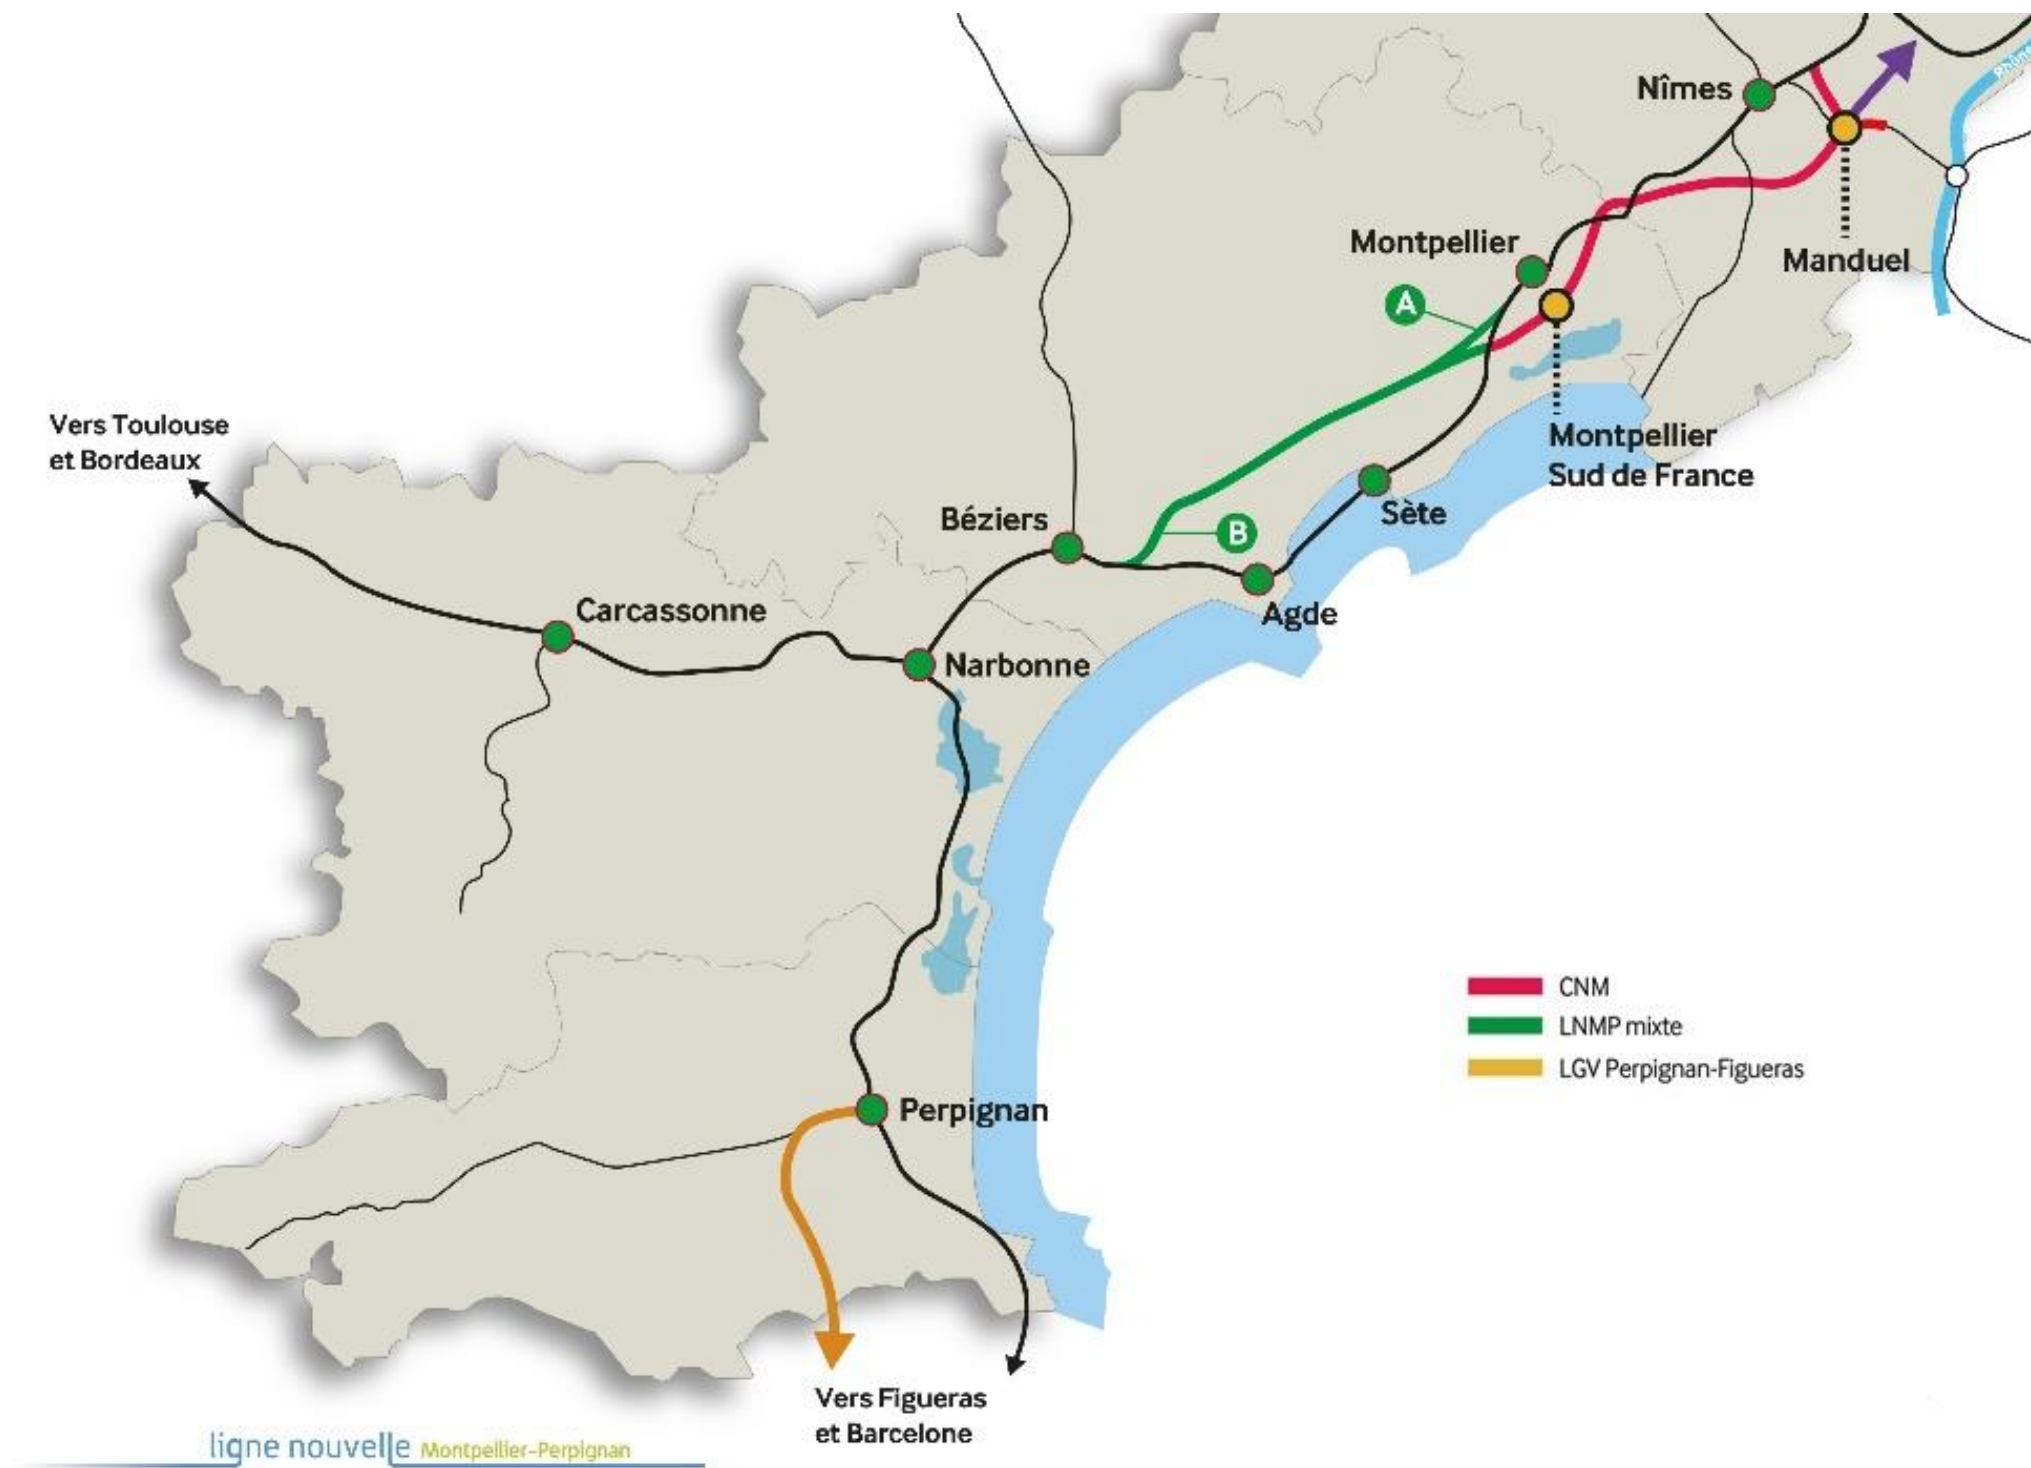 Rhône
Nîmes
Manduel
Montpellier
A
Montpellier
Sud de France
Vers Toulouse
et Bordeaux
Béziers
B
Sète
Agde
Carcassonne
Narbonne
CNM
LNMP mixte
LGV Perpignan-Figueras
Perpignan
Vers Figueras
et Barcelone
ligne nouvelle Montpellier-Perpignan